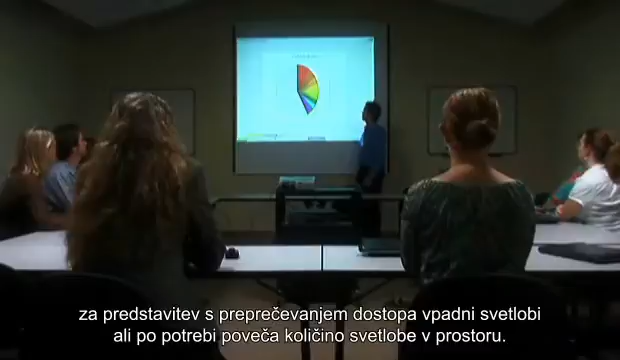 za predstavitev s preprečevanjem dostopa vpadni svetlobi
ali po potrebi poveča količino svetlobe v prostoru.